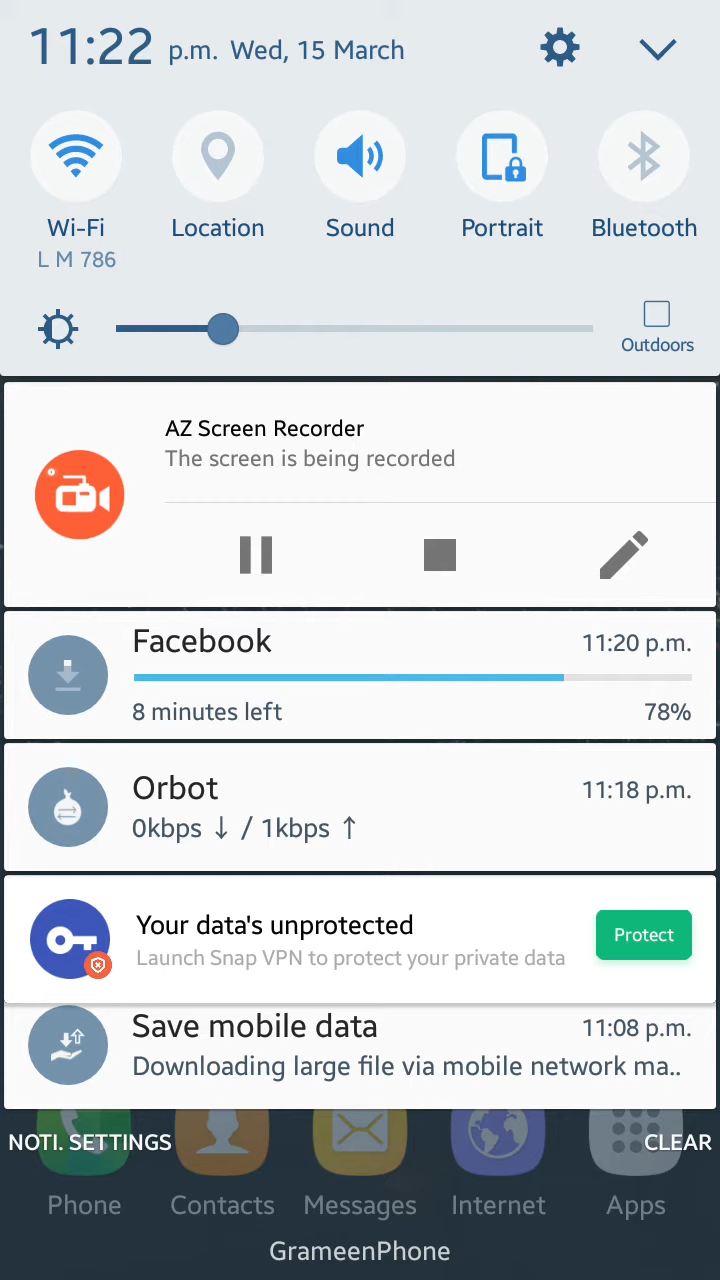 11:22 p.m. Wed, 15 March
Wi-Fi Location Sound Portrait Bluetooth
L M 786
Outdoors
AZ Screen Recorder
The screen is being recorded
Facebook 11:20 p.m.
8 minutes left 78%
Orbot 11:18 p.m.
0kbps ↓ / 1kbps ↑
Your data's unprotected
Launch Snap VPN to protect your private data
Protect
Save mobile data 11:08 p.m.
Downloading large file via mobile network ma..
NOTI. SETTINGS CLEAR
Phone Contacts Messages Internet Apps
GrameenPhone